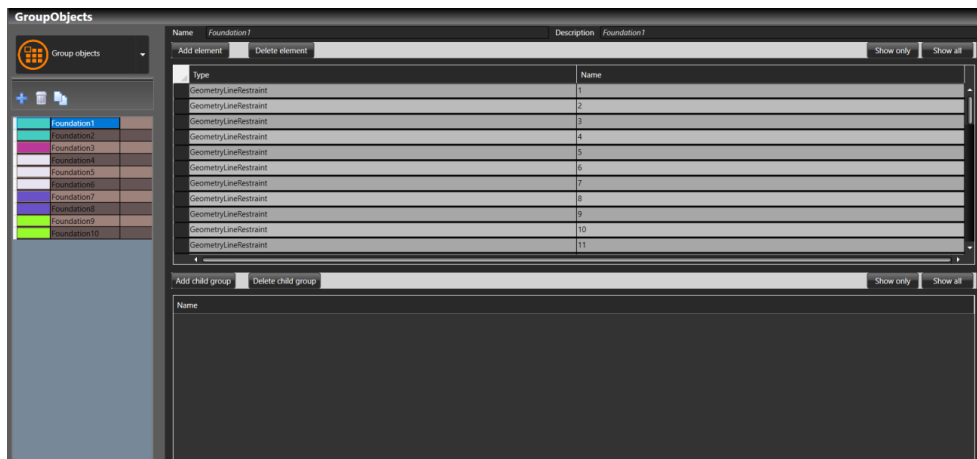 GroupObjects
Group objects
Foundation1
Foundation2
Foundation3
Foundation4
Foundation5
Foundation6
Foundation7
Foundation8
Foundation9
Foundation10
Name Foundation1 Description Foundation1
Add element Delete element Show only Show all
Type Name
GeometryLineRestraint 1
GeometryLineRestraint 2
GeometryLineRestraint 3
GeometryLineRestraint 4
GeometryLineRestraint 5
GeometryLineRestraint 6
GeometryLineRestraint 7
GeometryLineRestraint 8
GeometryLineRestraint 9
GeometryLineRestraint 10
GeometryLineRestraint 11
Add child group Delete child group Show only Show all
Name